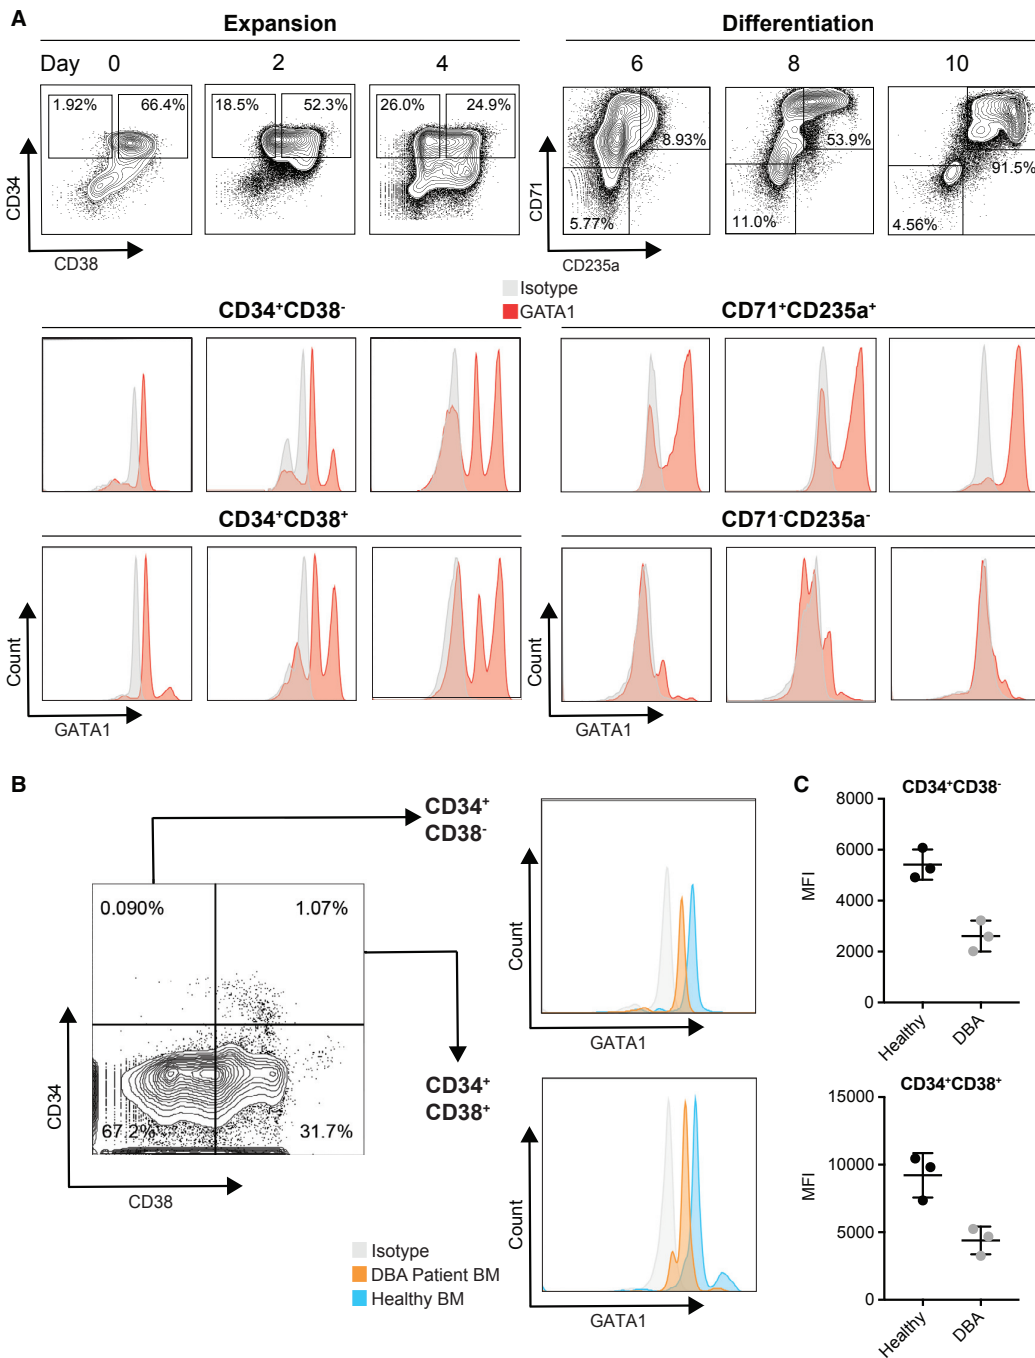 A
Expansion
Differentiation
Day 0 2 4 6 8 10
1.92% 66.4%
18.5% 52.3%
26.0% 24.9%
8.93%
5.77%
53.9%
11.0%
91.5%
4.56%
CD34
CD38
CD71
CD235a
Isotype
GATA1
CD34⁺CD38⁻
CD71⁺CD235a⁺
CD34⁺CD38⁺
CD71⁻CD235a⁻
Count
GATA1
Count
GATA1
B
CD34⁺
CD38⁻
0.090% 1.07%
67.2% 31.7%
CD34
CD38
CD34⁺
CD38⁺
Count
GATA1
Count
GATA1
Isotype
DBA Patient BM
Healthy BM
C
CD34⁺CD38⁻
8000
6000
4000
2000
0
MFI
Healthy
DBA
CD34⁺CD38⁺
15000
10000
5000
0
MFI
Healthy
DBA